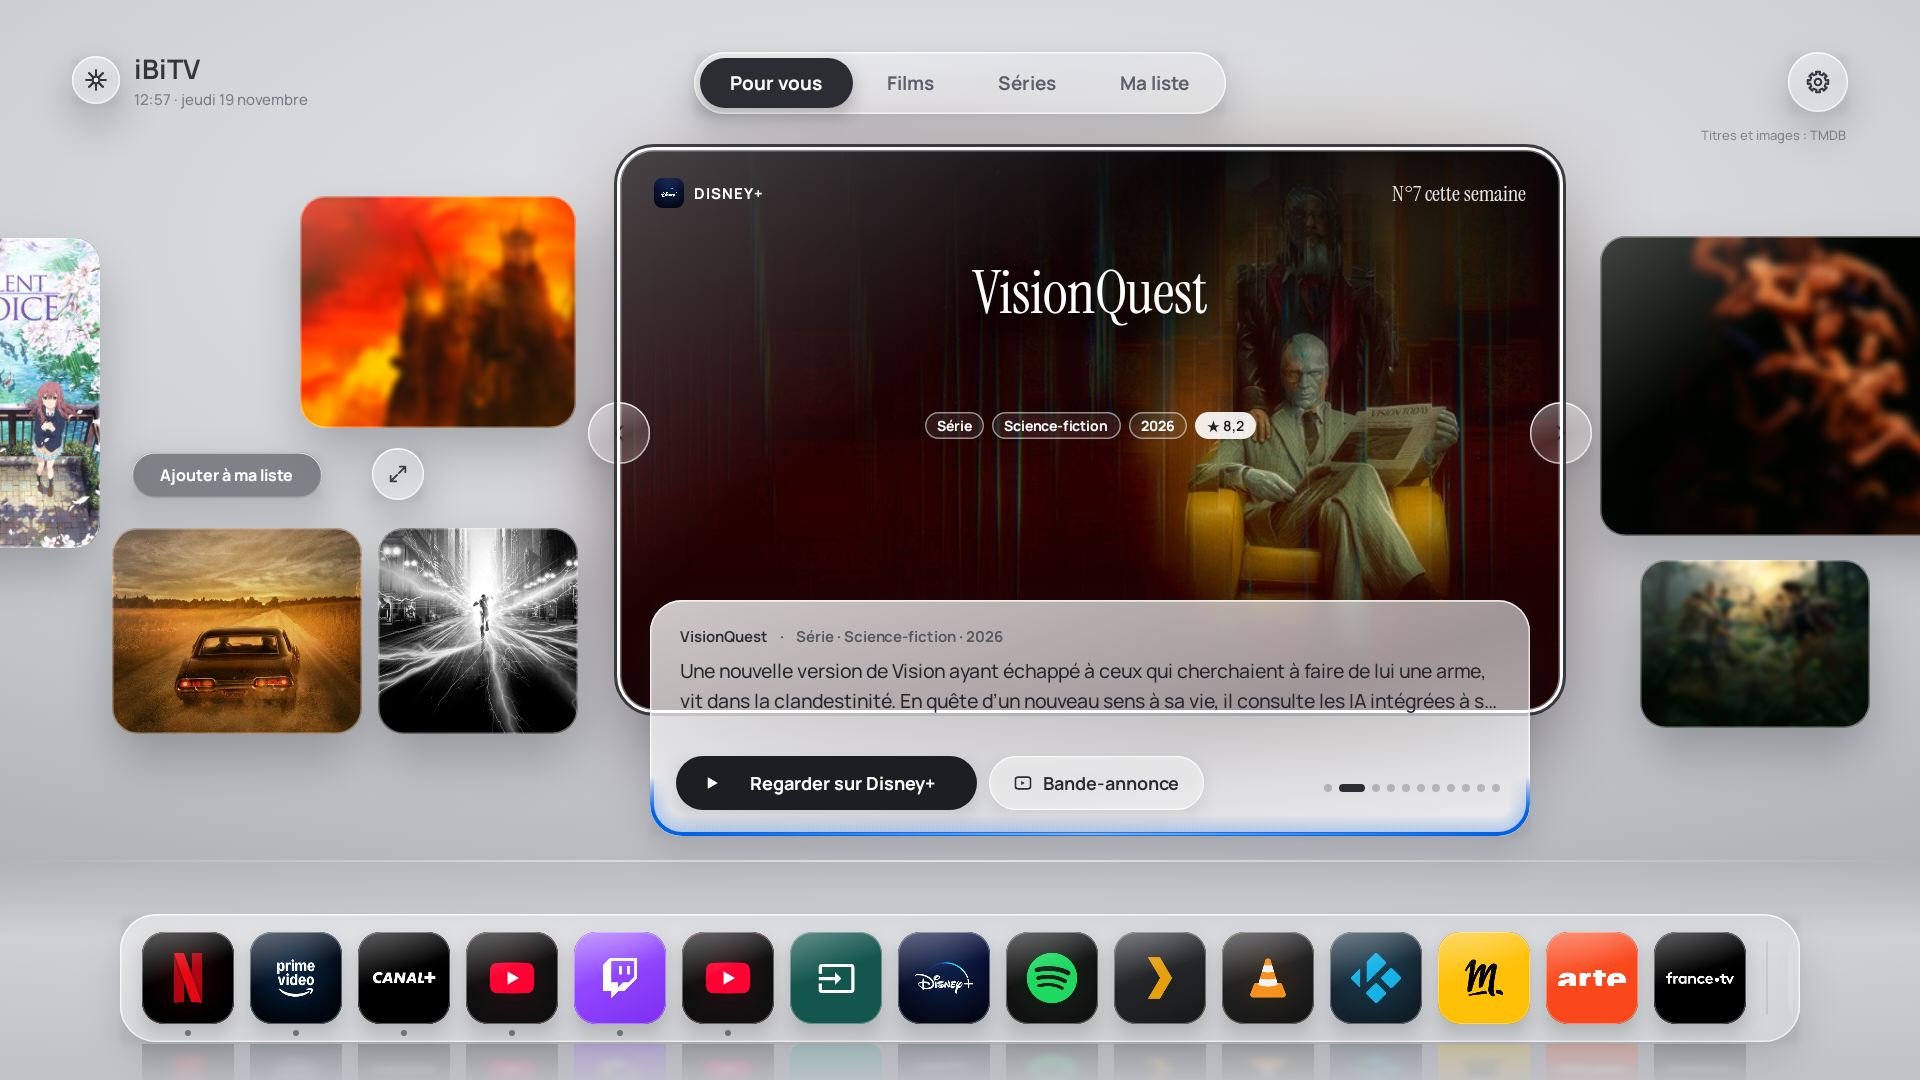 iBiTV
12:57 · jeudi 19 novembre
Pour vous
Films
Séries
Ma liste
Titres et images : TMDB
DISNEY+
N°7 cette semaine
VisionQuest
Série
Science-fiction
2026
★ 8,2
VISION TODAY
LENT
OICE
Ajouter à ma liste
VisionQuest · Série · Science-fiction · 2026
Une nouvelle version de Vision ayant échappé à ceux qui cherchaient à faire de lui une arme,
vit dans la clandestinité. En quête d’un nouveau sens à sa vie, il consulte les IA intégrées à s…
Regarder sur Disney+
Bande-annonce
N
prime
video
CANAL+
Disney+
m.
arte
france•tv